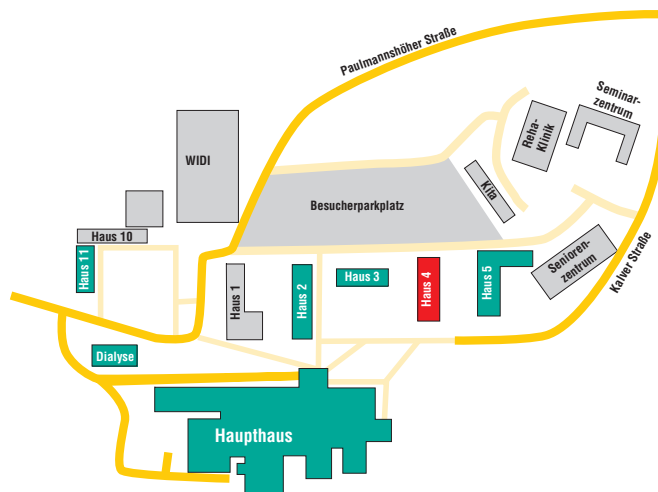 Paulmannshöher Straße
Seminar-
zentrum
Reha-
Klinik
WIDI
Kita
Besucherparkplatz
Haus 10
Haus 11
Haus 1
Haus 2
Haus 3
Haus 4
Haus 5
Senioren-
zentrum
Kalver Straße
Dialyse
Haupthaus